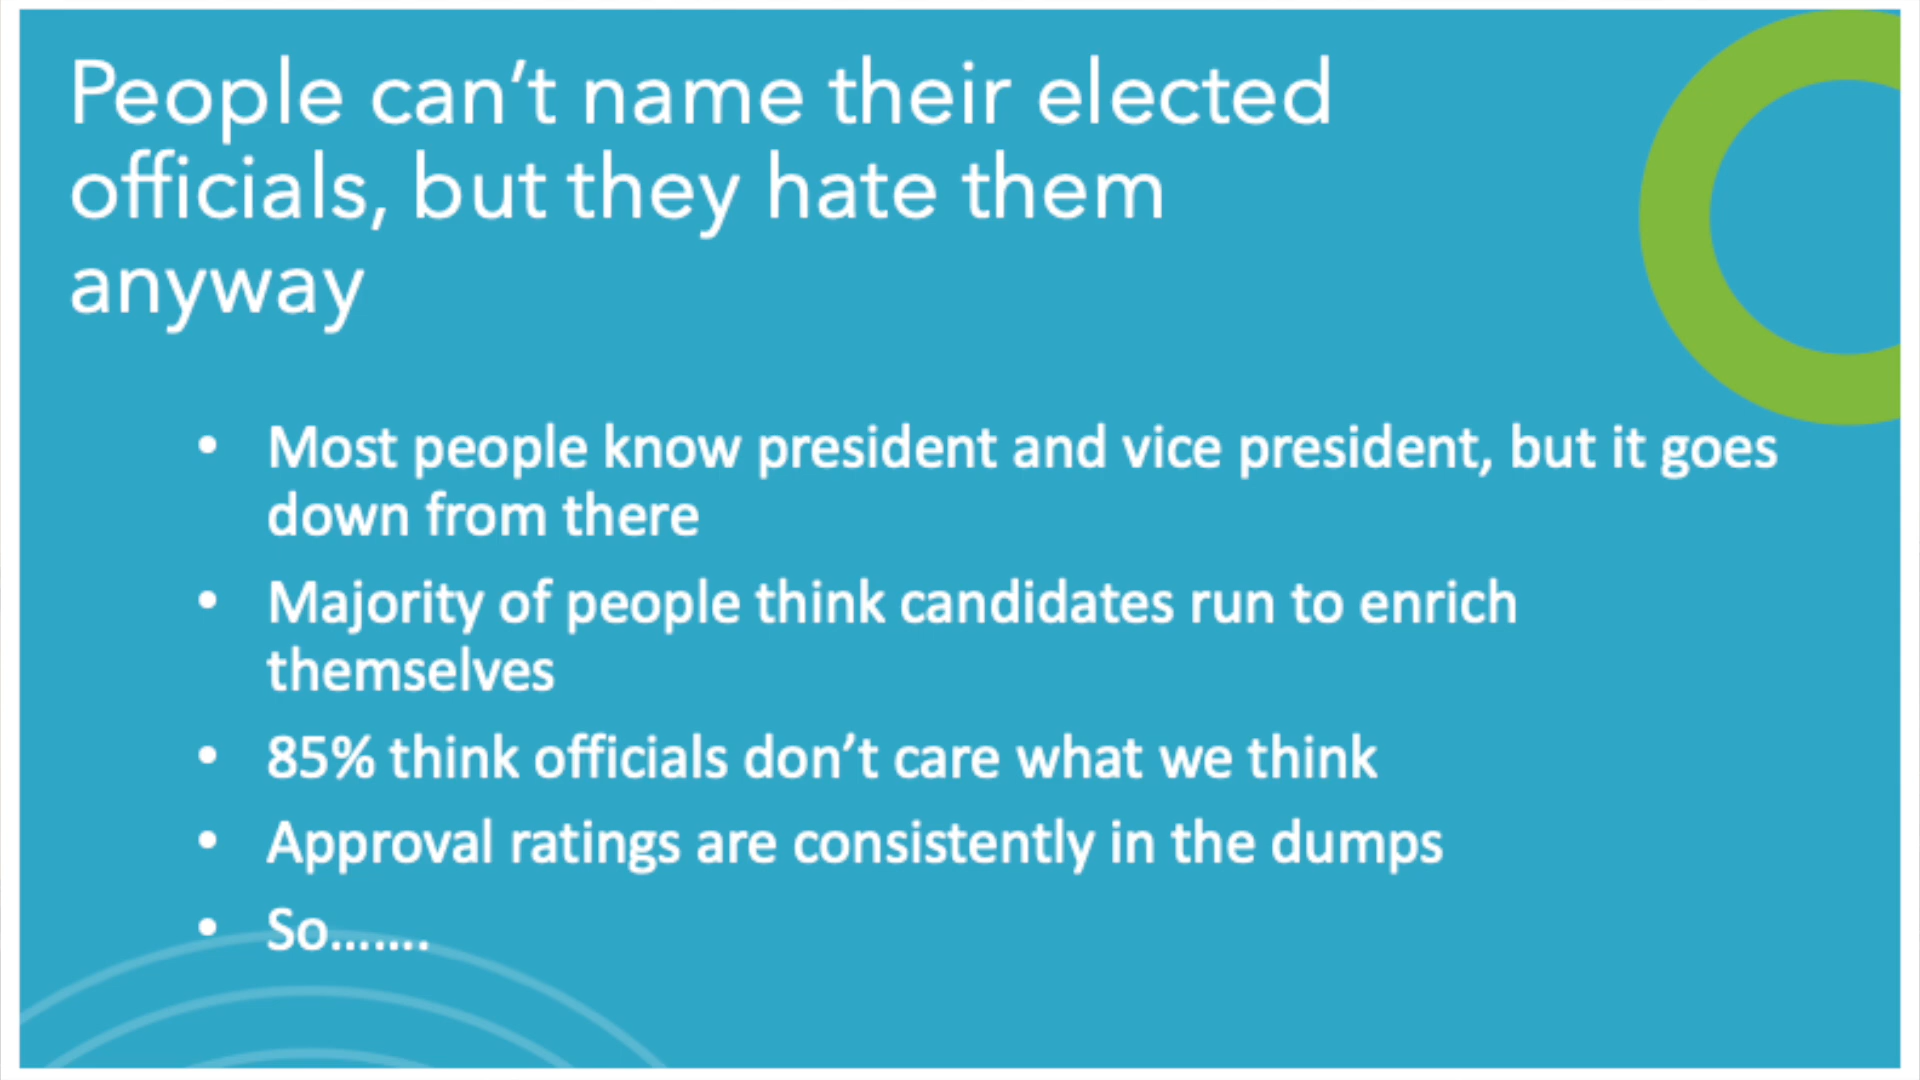 People can’t name their elected
officials, but they hate them
anyway
• Most people know president and vice president, but it goes
down from there
• Majority of people think candidates run to enrich
themselves
• 85% think officials don’t care what we think
• Approval ratings are consistently in the dumps
• So.......